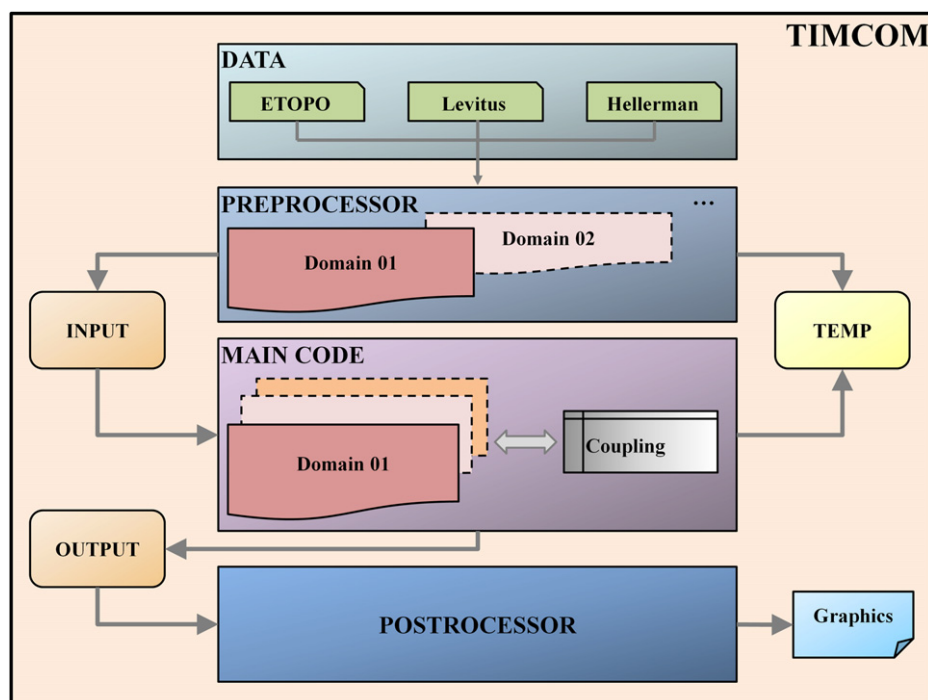 TIMCOM
DATA
ETOPO
Levitus
Hellerman
PREPROCESSOR
...
Domain 02
Domain 01
INPUT
TEMP
MAIN CODE
Domain 01
Coupling
OUTPUT
POSTROCESSOR
Graphics